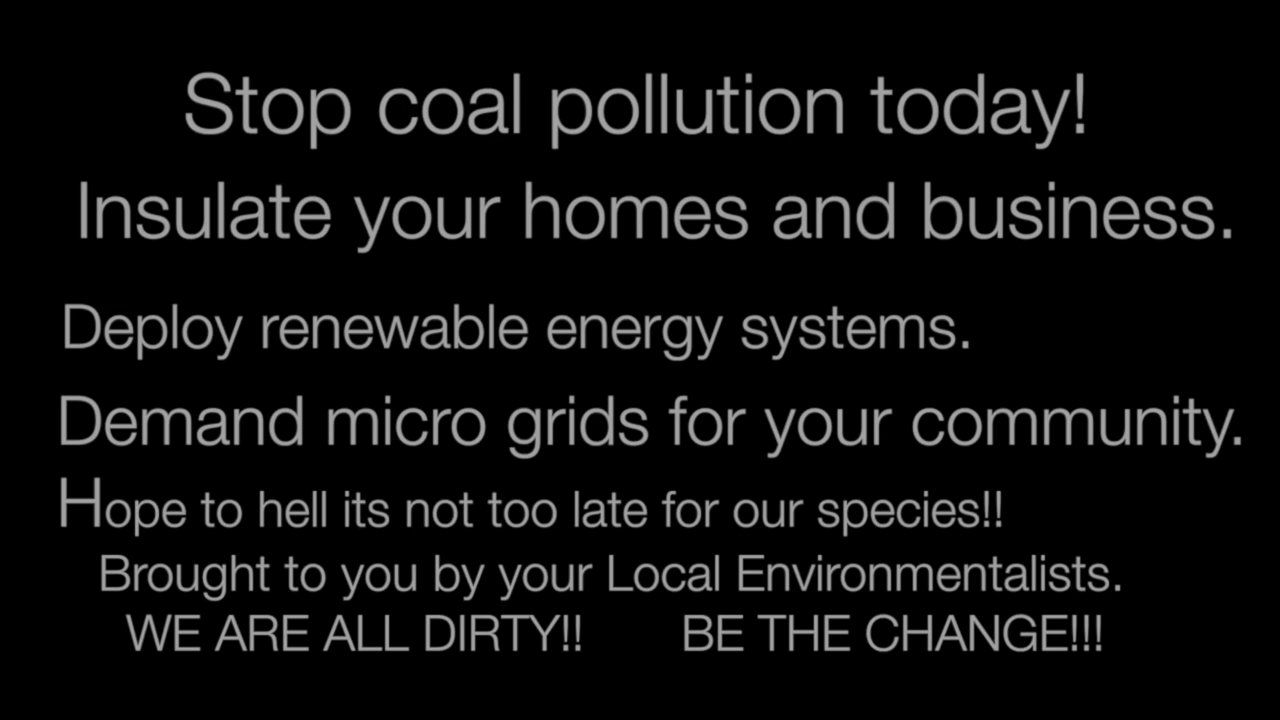 Stop coal pollution today!
Insulate your homes and business.
Deploy renewable energy systems.
Demand micro grids for your community.
Hope to hell its not too late for our species!!
Brought to you by your Local Environmentalists.
WE ARE ALL DIRTY!! BE THE CHANGE!!!